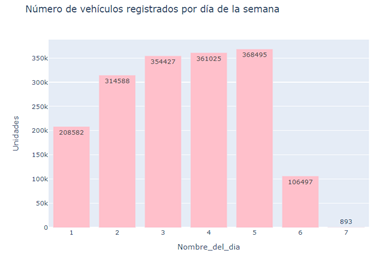 Número de vehículos registrados por día de la semana
Unidades
350k
300k
250k
200k
150k
100k
50k
0
208582
314588
354427
361025
368495
106497
893
1
2
3
4
5
6
7
Nombre_del_dia